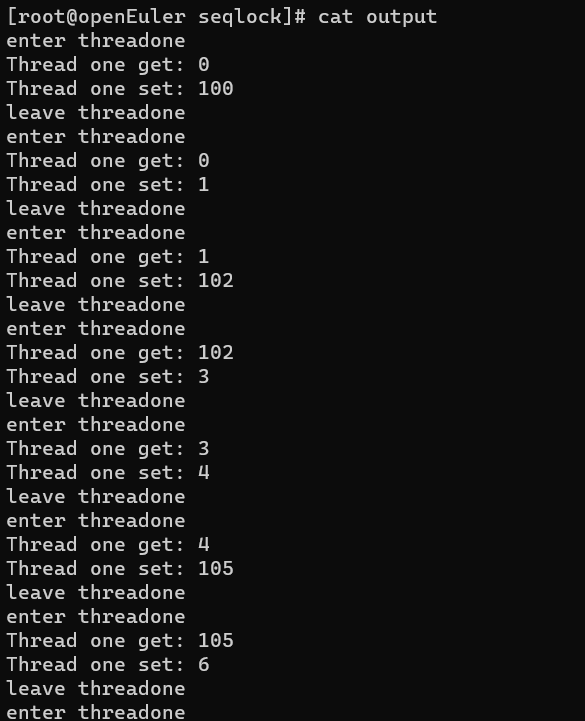 [root@openEuler seqlock]# cat output
enter threadone
Thread one get: 0
Thread one set: 100
leave threadone
enter threadone
Thread one get: 0
Thread one set: 1
leave threadone
enter threadone
Thread one get: 1
Thread one set: 102
leave threadone
enter threadone
Thread one get: 102
Thread one set: 3
leave threadone
enter threadone
Thread one get: 3
Thread one set: 4
leave threadone
enter threadone
Thread one get: 4
Thread one set: 105
leave threadone
enter threadone
Thread one get: 105
Thread one set: 6
leave threadone
enter threadone